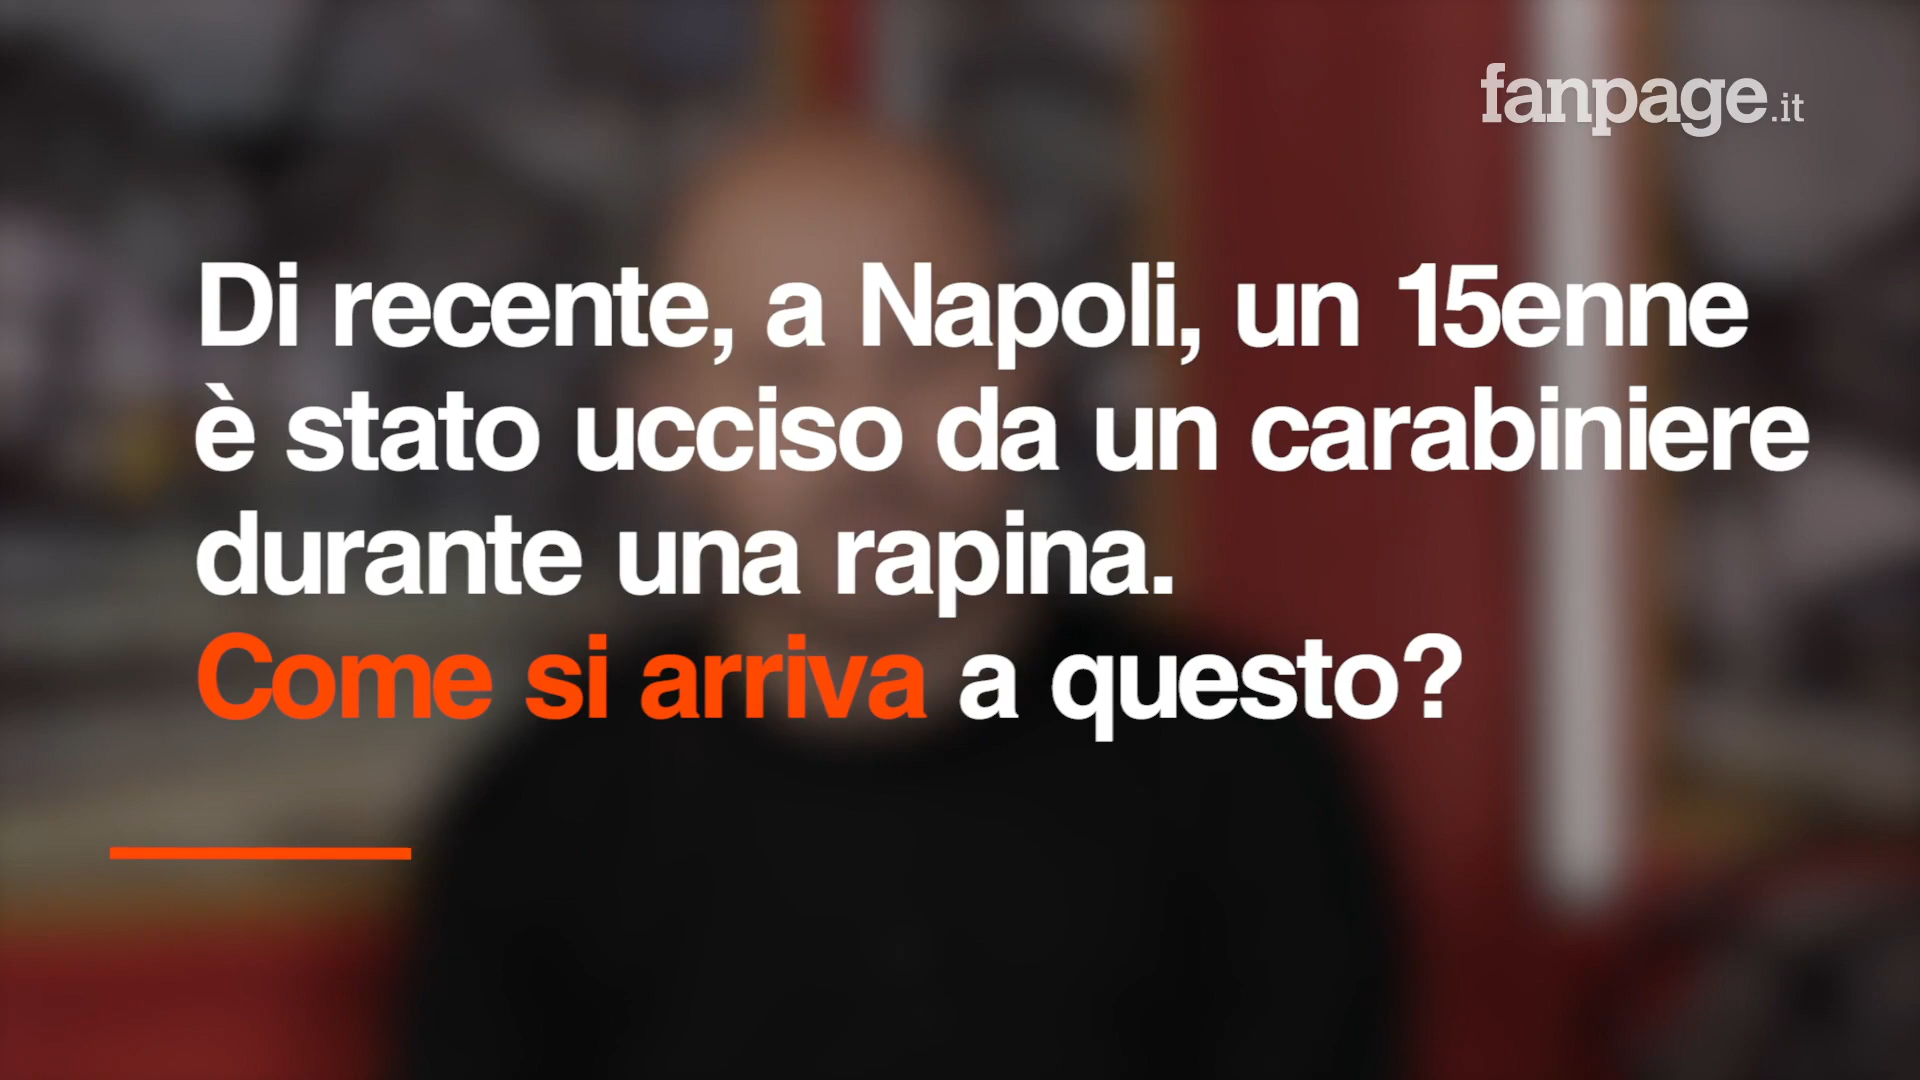 fanpage.it
Di recente, a Napoli, un 15enne
è stato ucciso da un carabiniere
durante una rapina.
Come si arriva a questo?